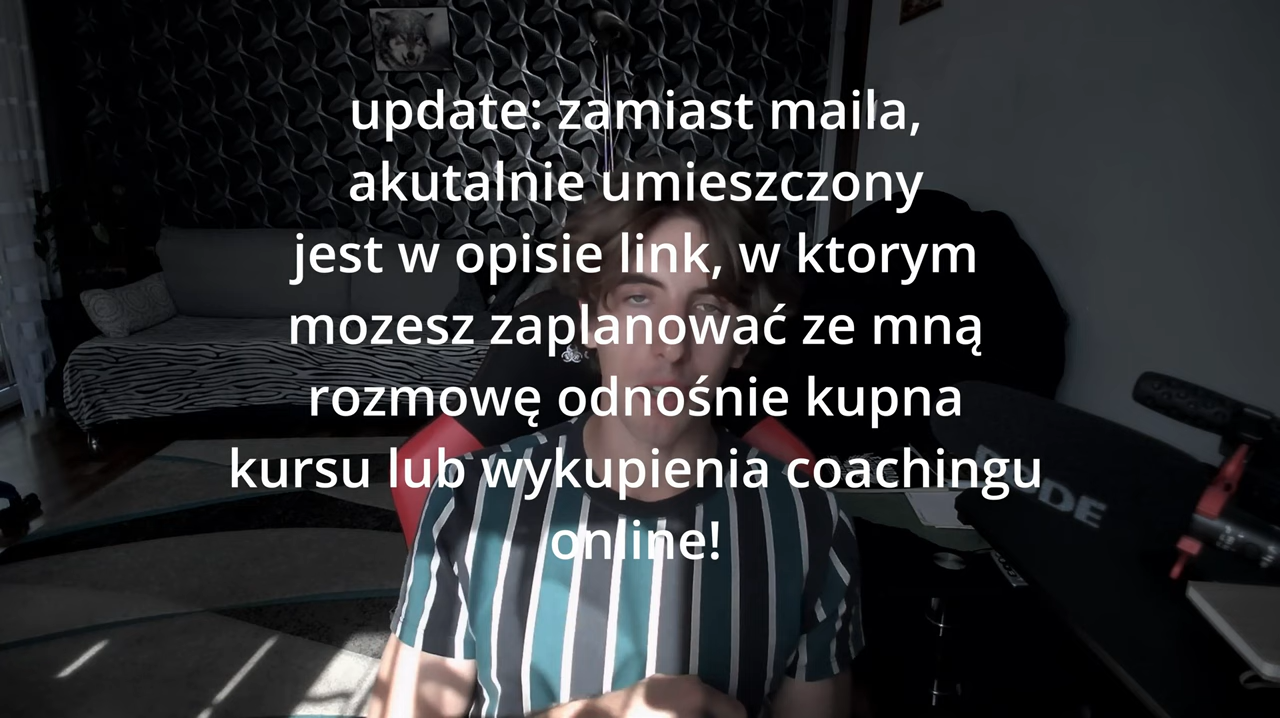 update: zamiast maila,
akutalnie umieszczony
jest w opisie link, w ktorym
mozesz zaplanować ze mną
rozmowę odnośnie kupna
kursu lub wykupienia coachingu
online!